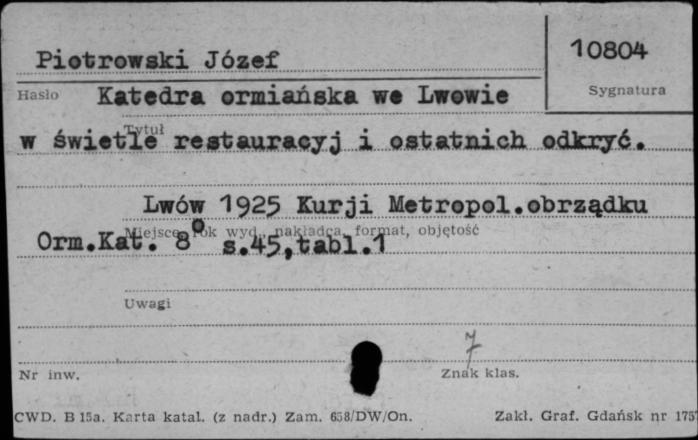 Piotrowski Józef
10804
Hasło
Sygnatura
Katedra ormiańska we Lwowie
Tytuł
w świetle restauracyj i ostatnich odkryć.
Lwów 1925 Kurji Metropol.obrządku
Miejsce, rok wyd., nakładca, format, objętość
Orm.Kat. 8° s.45,tabl.1
Uwagi
7
Nr inw.
Znak klas.
CWD. B 15a. Karta katal. (z nadr.) Zam. 658/DW/On.
Zakł. Graf. Gdańsk nr 1757